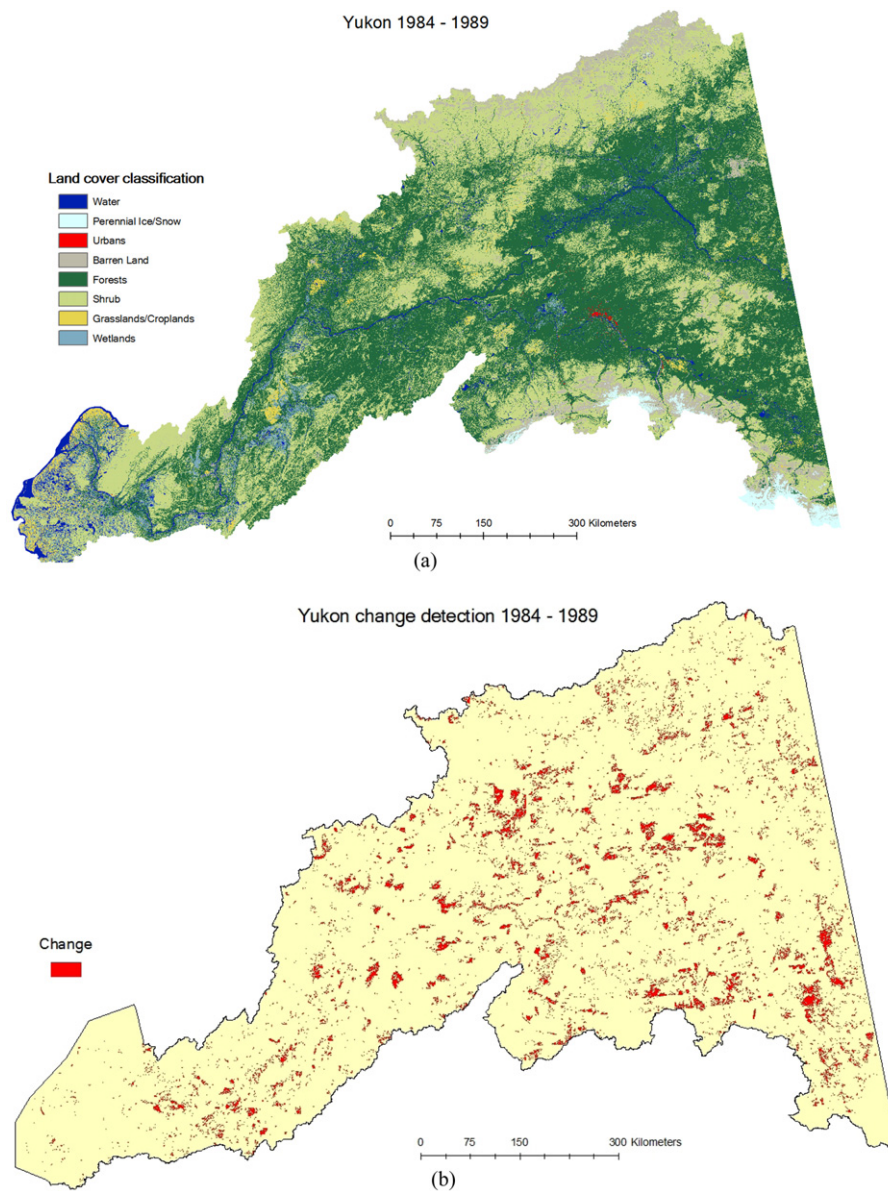 Yukon 1984 - 1989
Land cover classification
Water
Perennial Ice/Snow
Urbans
Barren Land
Forests
Shrub
Grasslands/Croplands
Wetlands
0 75 150 300 Kilometers
(a)
Yukon change detection 1984 - 1989
Change
0 75 150 300 Kilometers
(b)